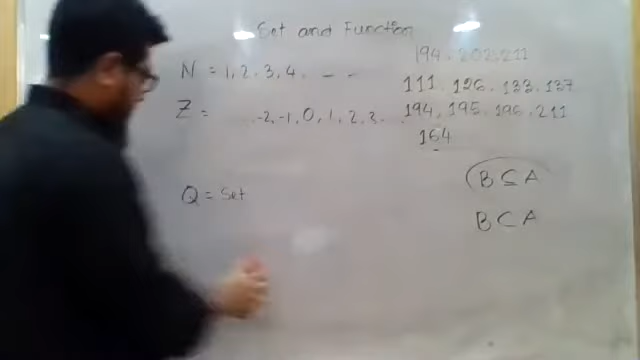 Set and Function
N = 1, 2, 3, 4, - -
Z = ... -2, -1, 0, 1, 2, 3, ...
Q = Set
194, 202, 211
111, 126, 133, 137
194, 195, 196, 211
164
B ⊆ A
B ⊂ A